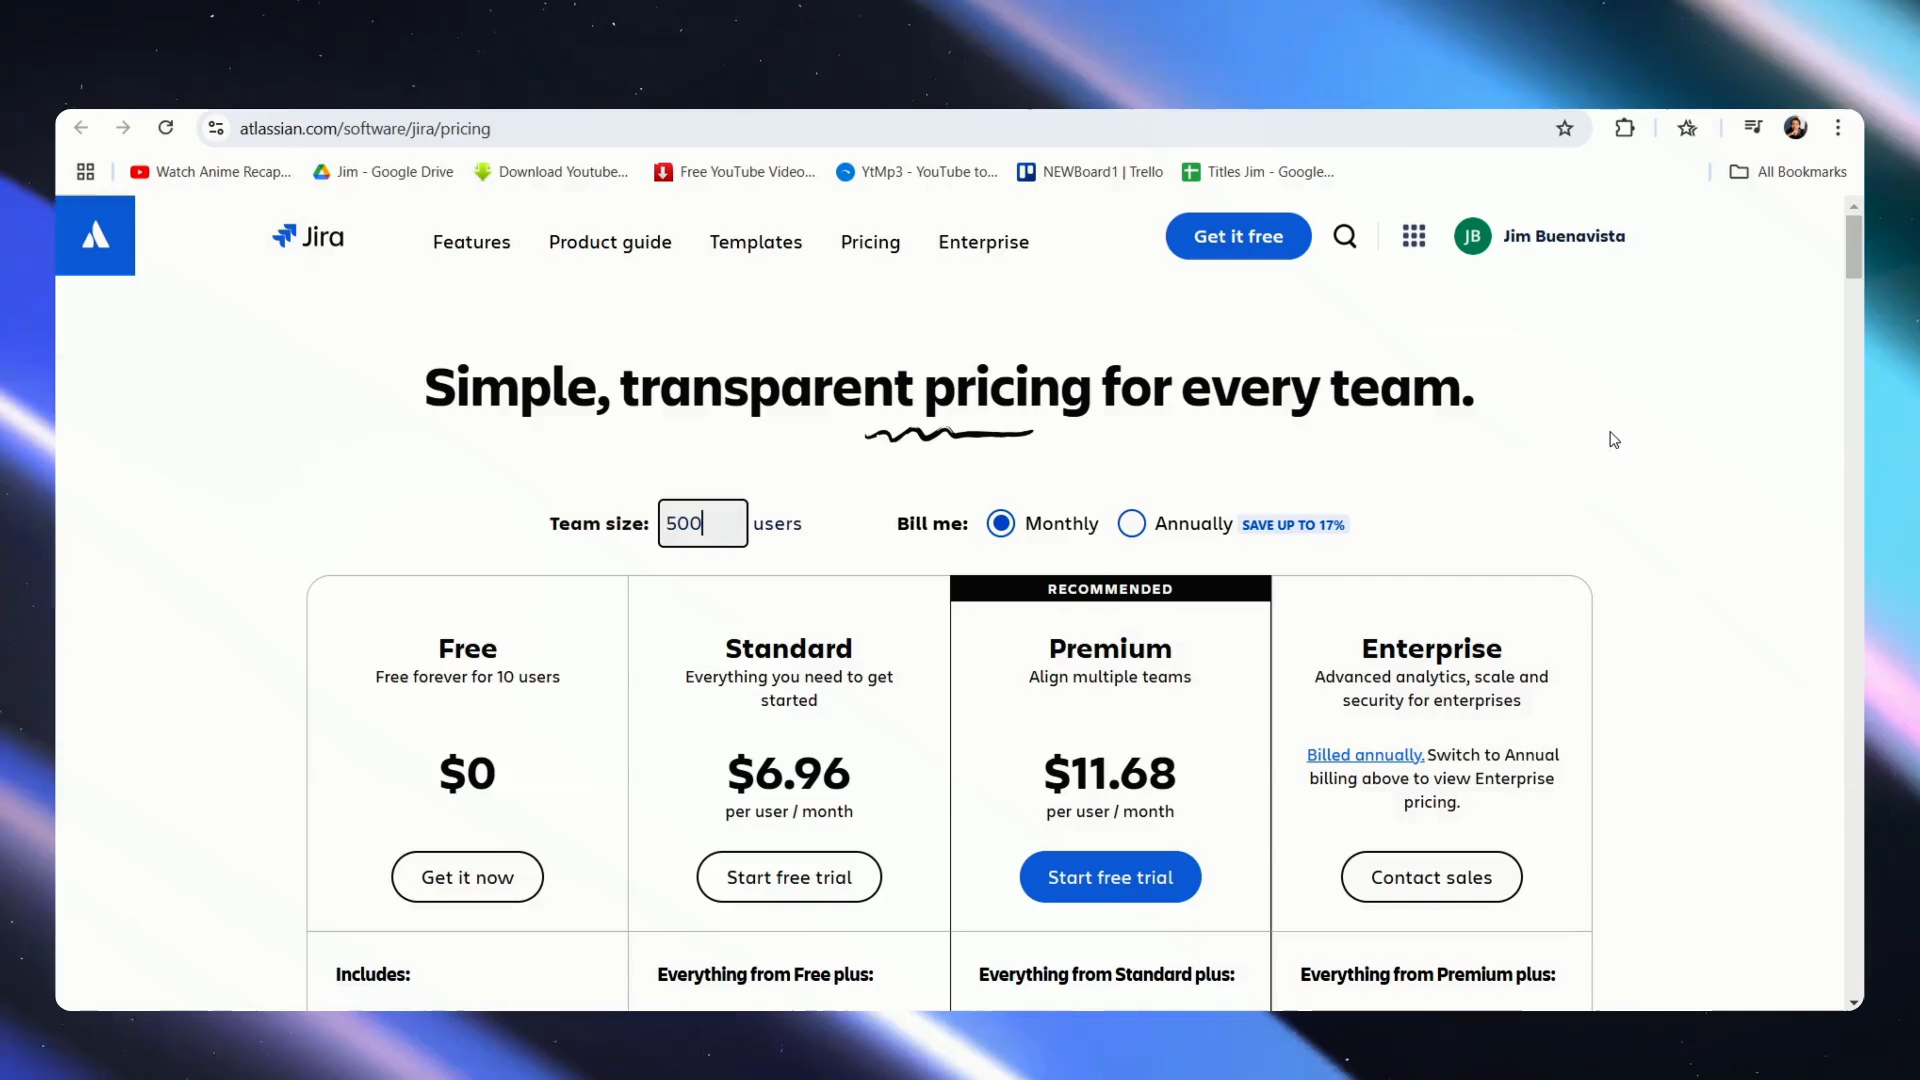 atlassian.com/software/jira/pricing
Watch Anime Recap...
Jim - Google Drive
Download Youtube...
Free YouTube Video...
YtMp3 - YouTube to...
NEWBoard1 | Trello
Titles Jim - Google...
All Bookmarks
Jira
Features
Product guide
Templates
Pricing
Enterprise
Get it free
JB
Jim Buenavista
Simple, transparent pricing for every team.
Team size: 500 users
Bill me: Monthly Annually SAVE UP TO 17%
RECOMMENDED
Free
Free forever for 10 users
$0
Get it now
Includes:
Standard
Everything you need to get
started
$6.96
per user / month
Start free trial
Everything from Free plus:
Premium
Align multiple teams
$11.68
per user / month
Start free trial
Everything from Standard plus:
Enterprise
Advanced analytics, scale and
security for enterprises
Billed annually. Switch to Annual
billing above to view Enterprise
pricing.
Contact sales
Everything from Premium plus: